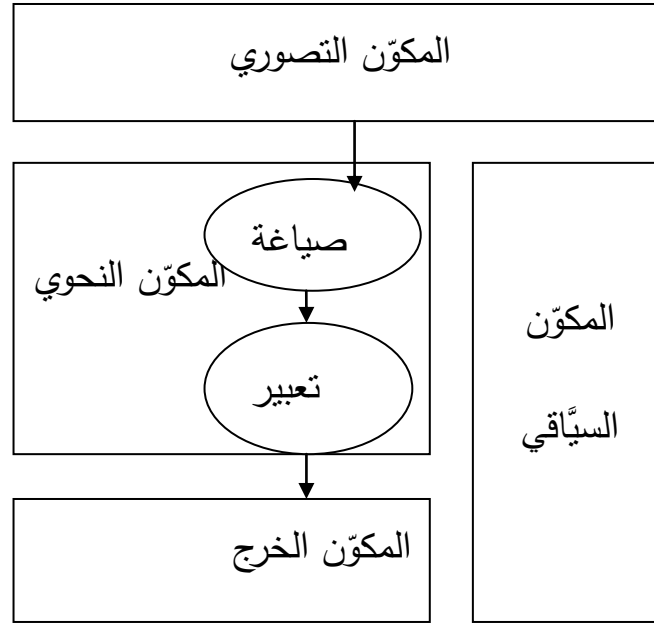 المكوّن التصوري
صياغة
المكوّن النحوي
تعبير
المكوّن
السيَّاقي
المكوّن الخرج